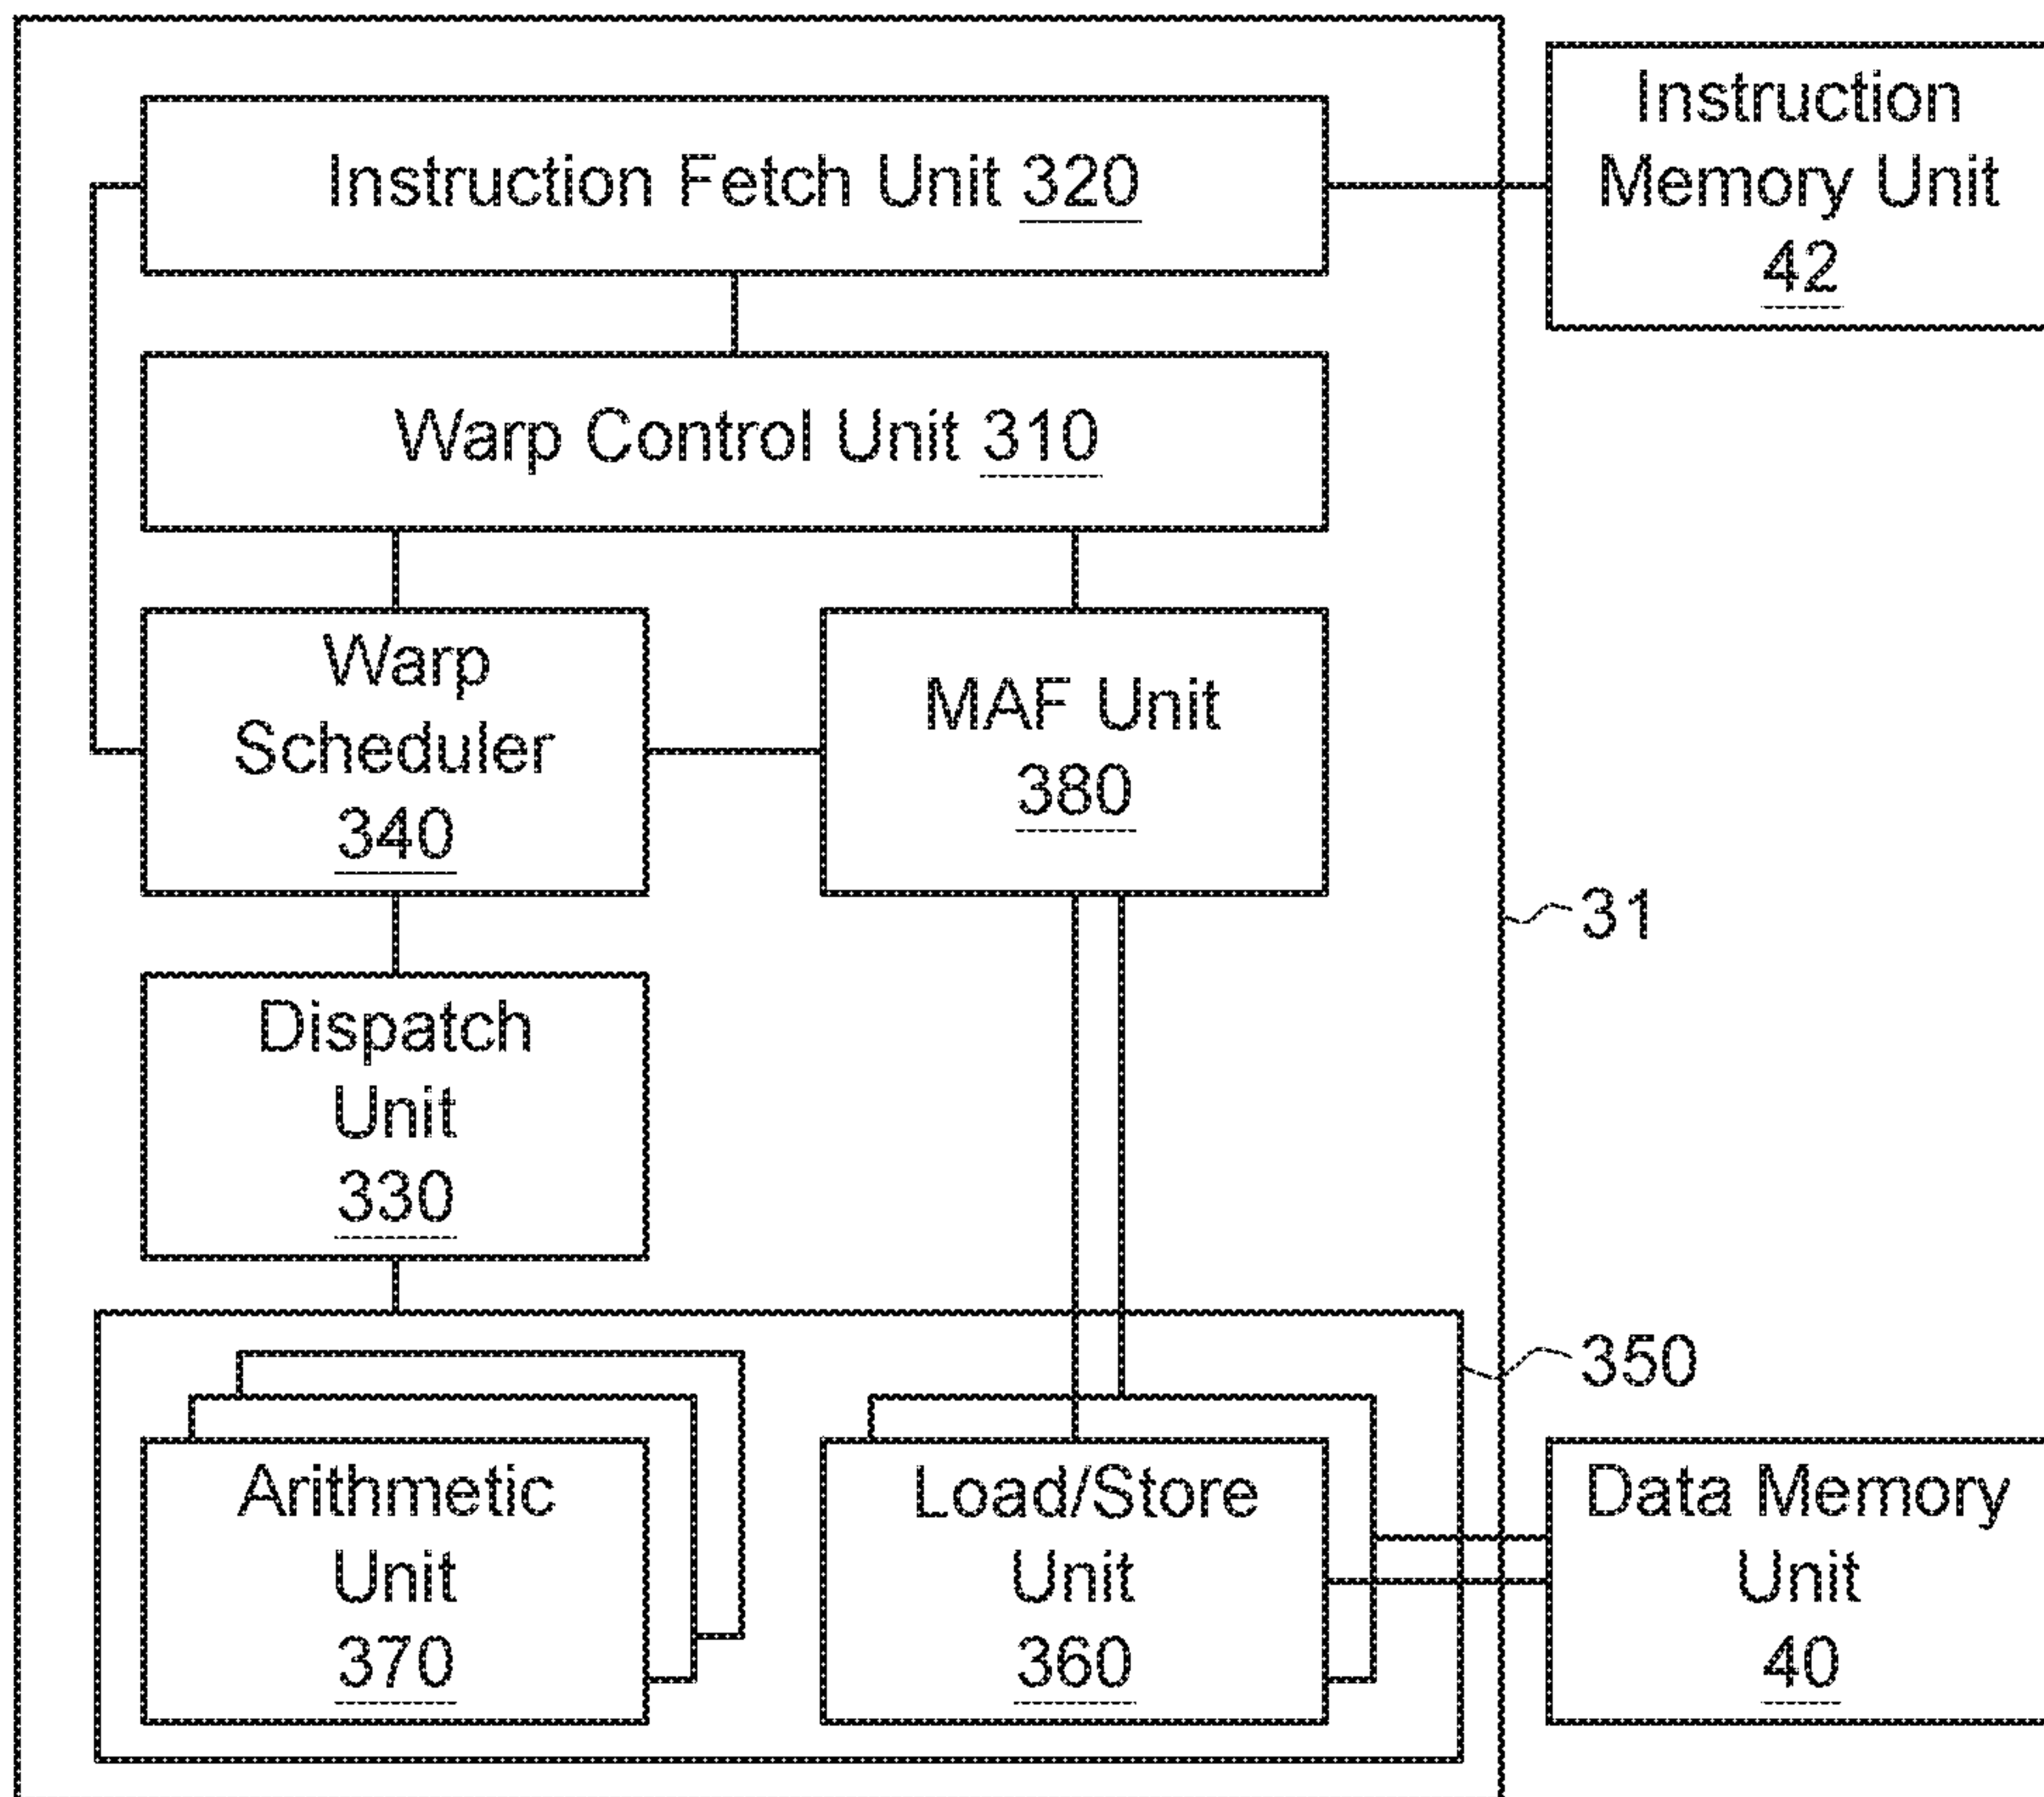 Instruction Fetch Unit 320
Instruction
Memory Unit
42
Warp Control Unit 310
Warp
Scheduler
340
MAF Unit
380
31
Dispatch
Unit
330
350
Arithmetic
Unit
370
Load/Store
Unit
360
Data Memory
Unit
40